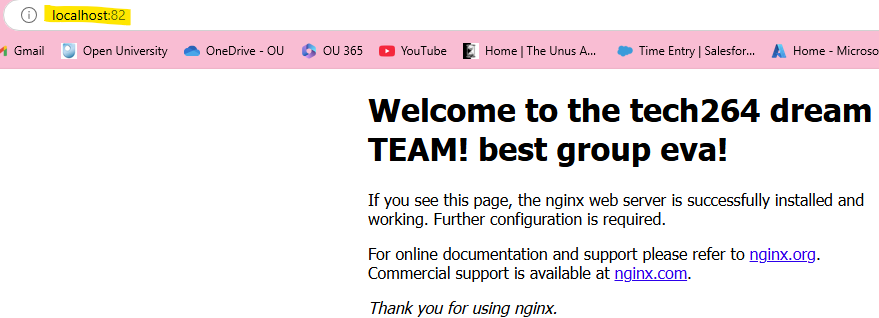 localhost:82
Gmail Open University OneDrive - OU OU 365 YouTube Home | The Unus A... Time Entry | Salesfor... Home - Microso
Welcome to the tech264 dream
TEAM! best group eva!
If you see this page, the nginx web server is successfully installed and
working. Further configuration is required.
For online documentation and support please refer to nginx.org.
Commercial support is available at nginx.com.
Thank you for using nginx.